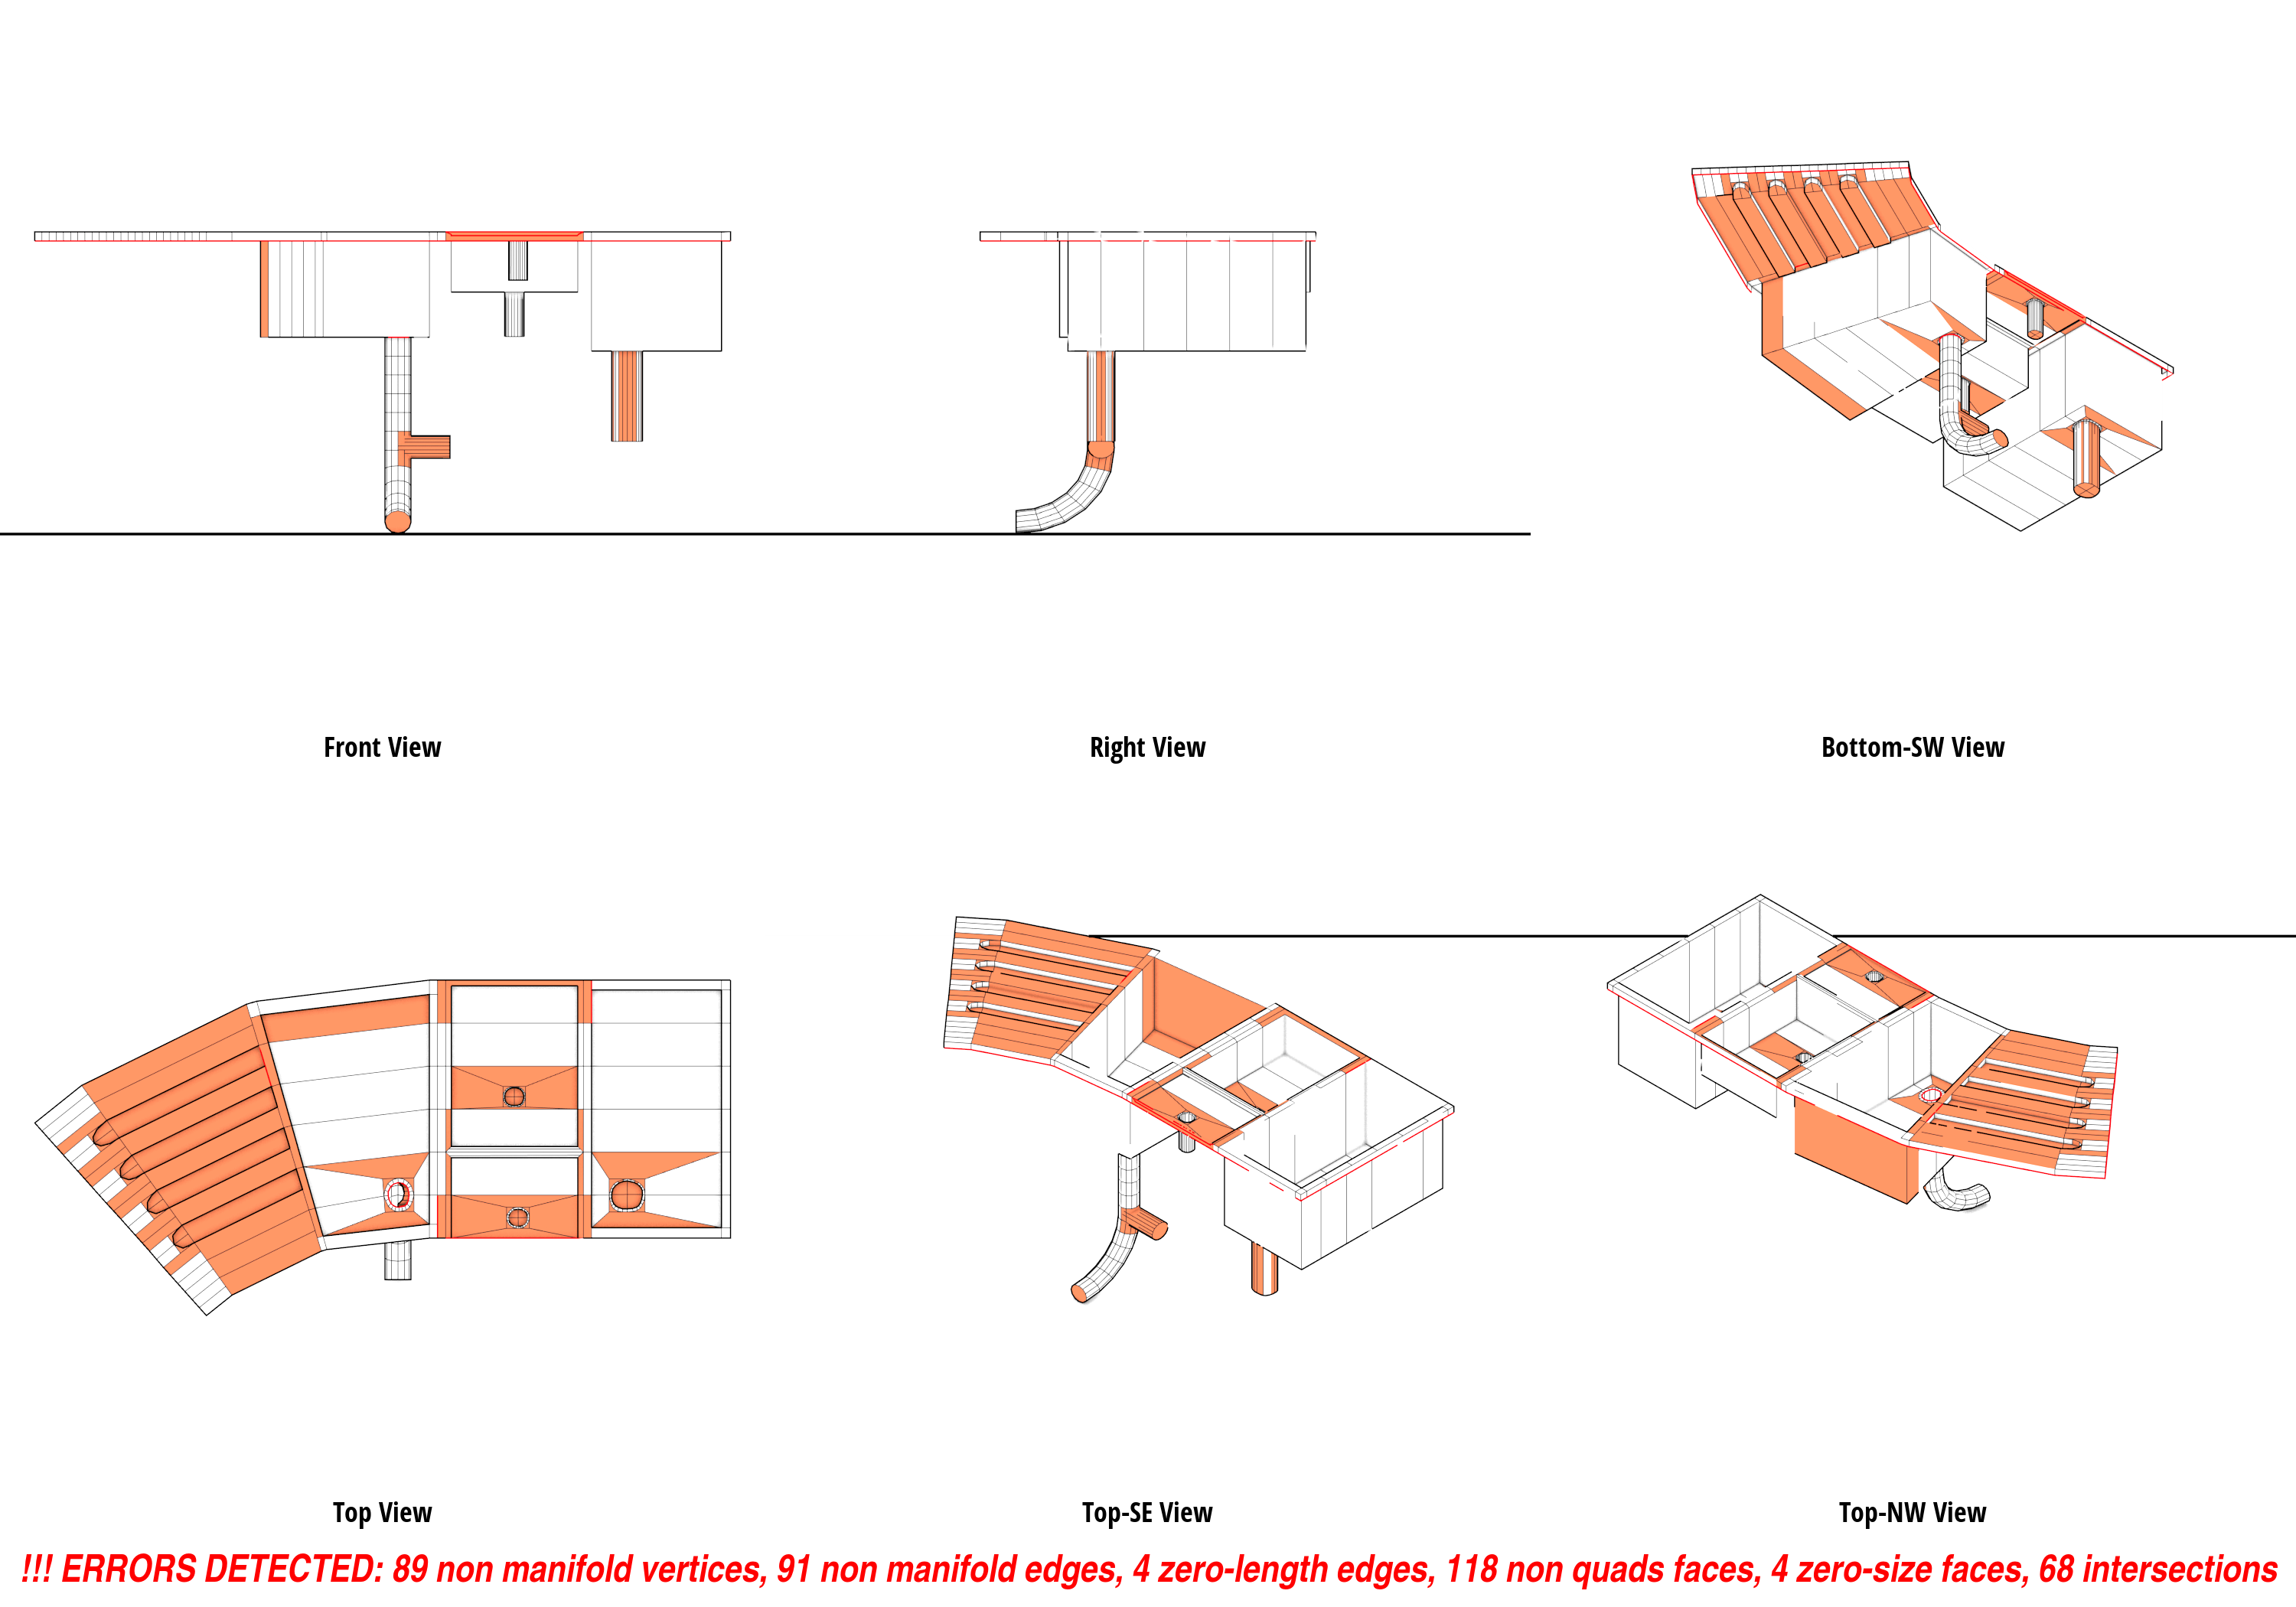 Front View
Right View
Bottom-SW View
Top View
Top-SE View
Top-NW View
!!! ERRORS DETECTED: 89 non manifold vertices, 91 non manifold edges, 4 zero-length edges, 118 non quads faces, 4 zero-size faces, 68 intersections